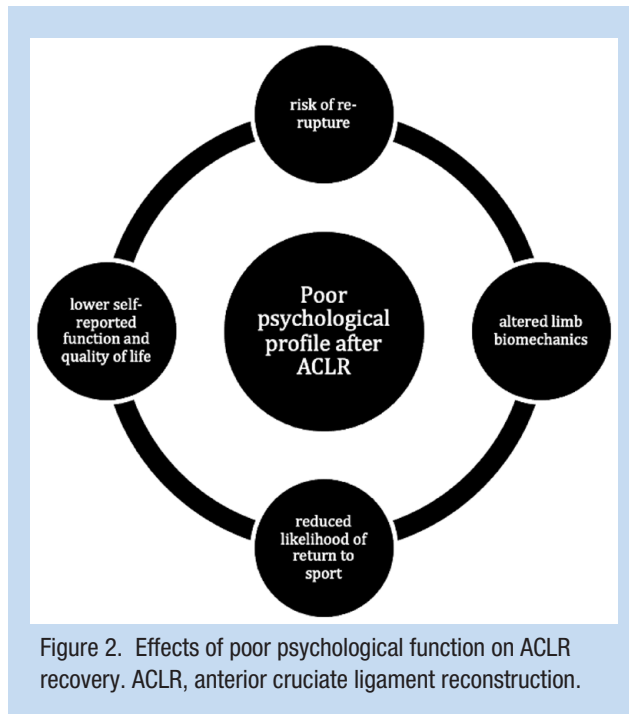 risk of re-
rupture
lower self-
reported
function and
quality of life
Poor
psychological
profile after
ACLR
altered limb
biomechanics
reduced
likelihood of
return to
sport
Figure 2. Effects of poor psychological function on ACLR
recovery. ACLR, anterior cruciate ligament reconstruction.